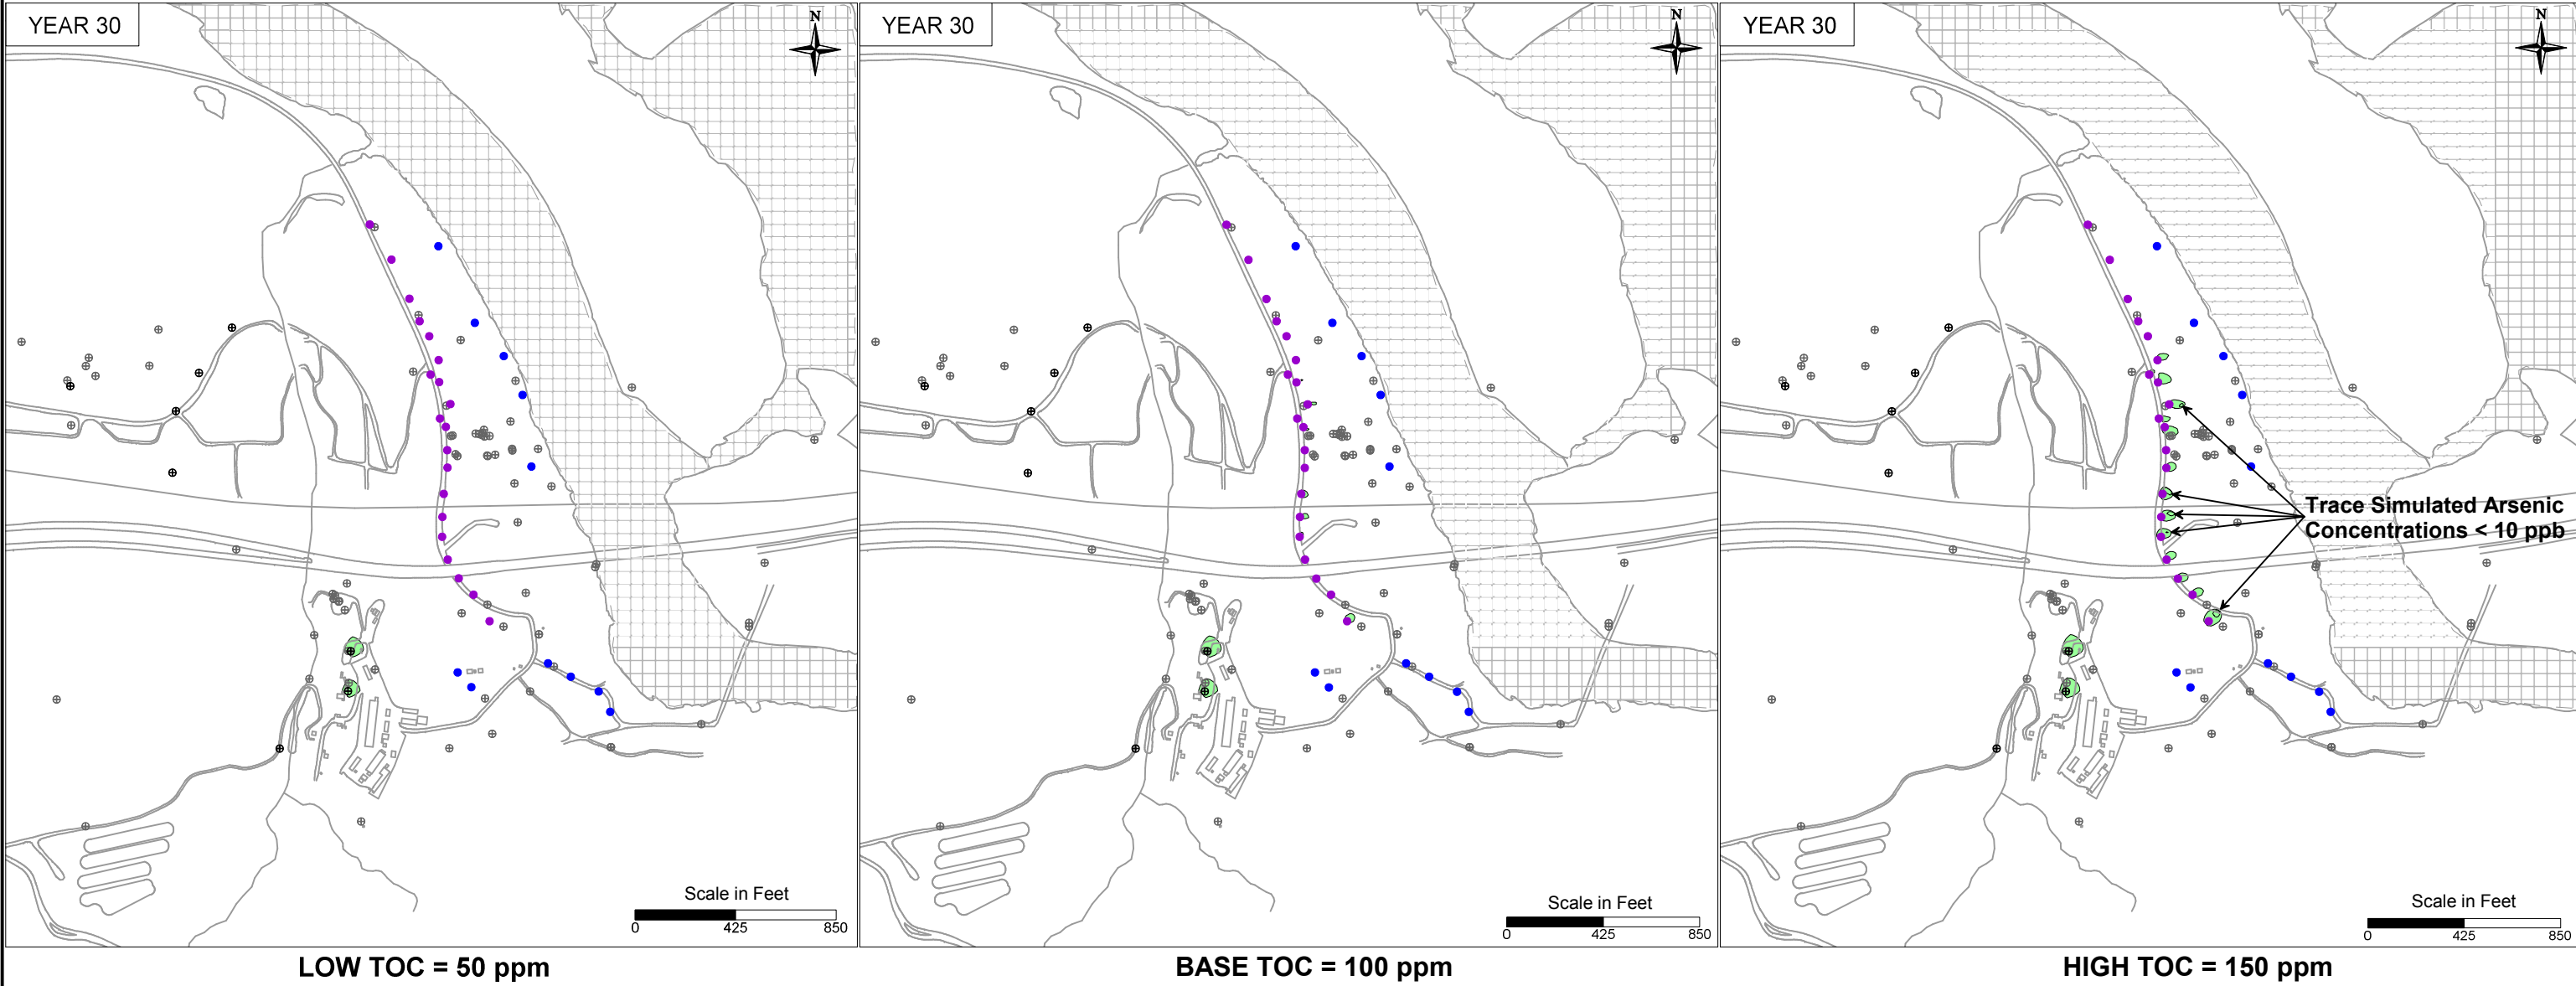 YEAR 30
N
YEAR 30
N
YEAR 30
N
Trace Simulated Arsenic
Concentrations < 10 ppb
Scale in Feet
0 425 850
Scale in Feet
0 425 850
Scale in Feet
0 425 850
LOW TOC = 50 ppm
BASE TOC = 100 ppm
HIGH TOC = 150 ppm